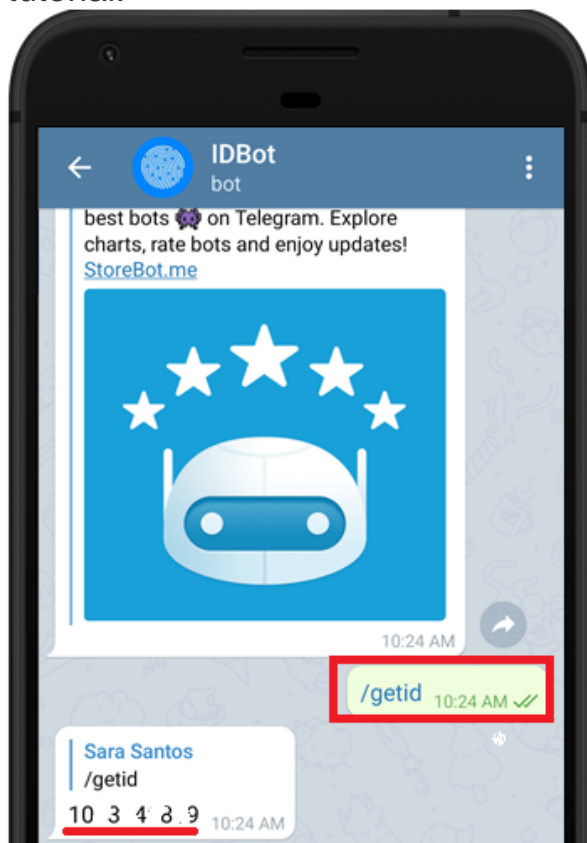 IDBot
bot
best bots 👾 on Telegram. Explore
charts, rate bots and enjoy updates!
StoreBot.me
10:24 AM
/getid 10:24 AM
Sara Santos
/getid
10:24 AM